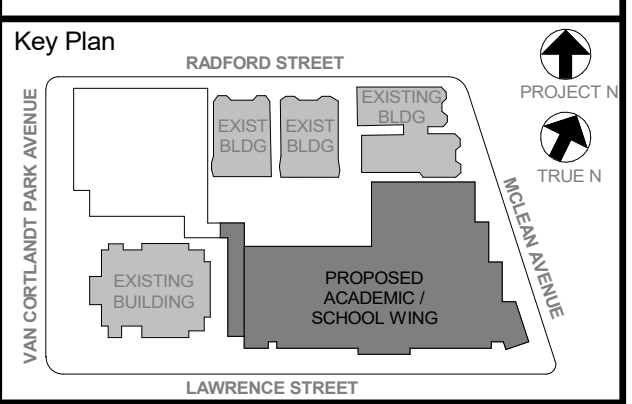 Key Plan
RADFORD STREET
PROJECT N
TRUE N
VAN CORTLANDT PARK AVENUE
EXIST
BLDG
EXIST
BLDG
EXISTING
BLDG
MCLEAN AVENUE
EXISTING
BUILDING
PROPOSED
ACADEMIC /
SCHOOL WING
LAWRENCE STREET